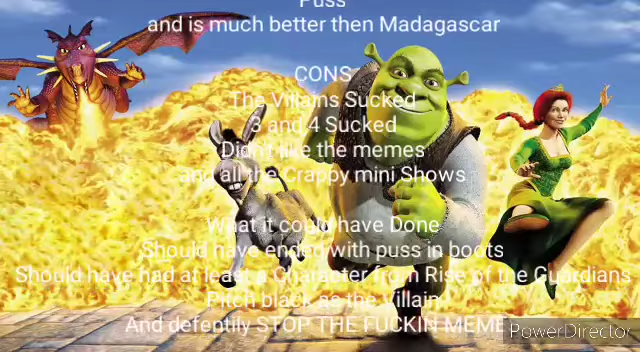 Puss
and is much better then Madagascar
CONS
The Villains Sucked
3 and 4 Sucked
Didn't like the memes
and all the Crappy mini Shows
What it could have Done
Should have ended with puss in boots
Should have had at least a Character from Rise of the Guardians
Pitch black as the Villain
And defentily STOP THE FUCKIN MEME
PowerDirector